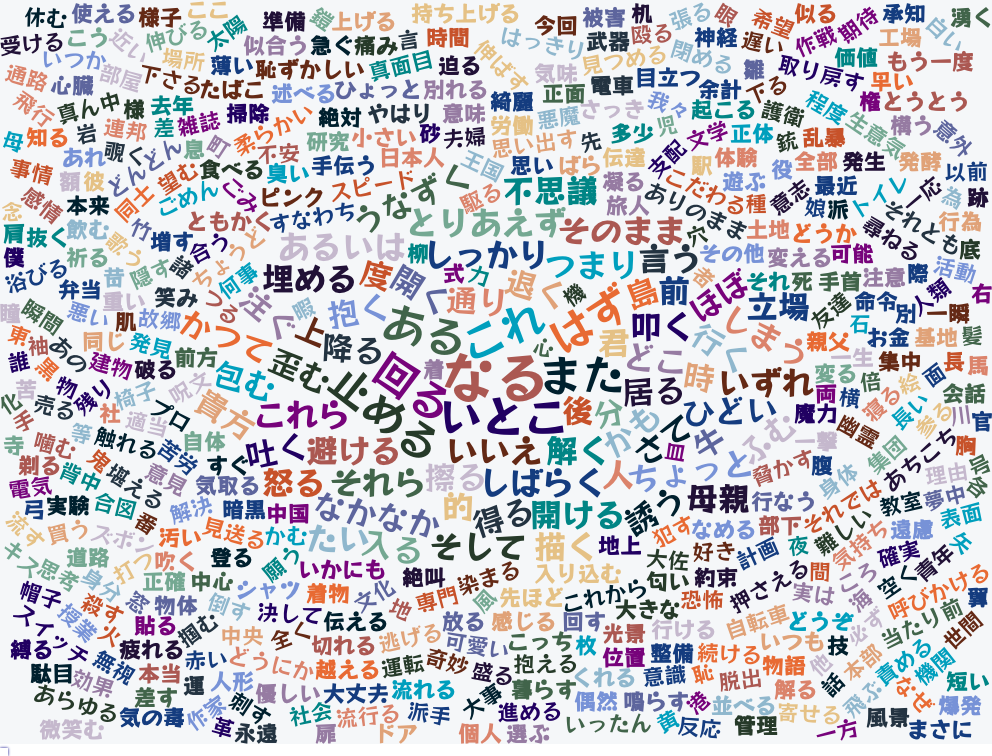 休む 使える 様子 ここ 準備 鐙 上げる 持ち上げる 今回 被害 机 張る 眼 希望 似る 作戦 期待 承知 白い 湧く
受ける こう 近い 伸びる 太陽 似合う 急ぐ 痛み 言 時間 伸ばす はっきり 武器 殴る 神経 遅い 工場
いつか 部屋 場所 薄い 恥ずかしい 真面目 迫る 見つめる 閉める 雛 取り戻す 価値 もう一度
通路 心臓 下さる たばこ 述べる ひょっと 別れる 気味 正面 電車 目立つ 余計 下る 早い
飛行 真ん中 様 去年 掃除 絶対 やはり 意味 綺麗 さっき 我々 起こる 護衛 程度 生意気 権 とうとう
母 知る 岩 連邦 差 雑誌 町 柔らかい 研究 小さい 砂 夫婦 労働 悪魔 思い出す 先 多少 児 文学 正体 銃 乱暴 横う 意外
事情 あれ 覗く どんどん 息 不安 手伝う 日本人 王国 思い ばら 伝達 支配 駅 体験 役 全部 発生 発酵 以前
感情 額 彼 同士 望む 食べる 臭い こみ ピンク スピード うなずく 駆る 不思議 凝る こだわる 遊ぶ 意志 最近 トイレ 一応 為 跡
念 本来 ごめん ともかく すなわち とりあえず 旅人 ありのまま 種 娘 派 それとも 行為
肩 抜く 飲む 歌う 竹 増す 合う ちょうど あるいは 柳 しっかり つまり そのまま 言う 穴 土地 どうか 尋ねる 底
僕 浴びる 祈る 昔 隠す 諸 何事 埋める 度 開く 式 力 退く 機 島 前 その他 変える 可能 それ 死 手首 注意 臨 活動
瞳 弁当 重い 笑み つる 注ぐ 暇 抱く 通り はず ほぼ 立場 友達 命令 別 人類 右
瞬間 悪い 肌 故郷 かつて 上 降る ある これ 心 君 叩く 行く しまう 親父 石 お金 一瞬
東 袖 あの 同じ 発見 前方 歪む 止める 回る 着 なる また どこ 一生 集中 基地 髪
誰 黒 物 建物 破る 包む これら いとこ 後 分 居る 時 いずれ 変る 両 横 倍 絵 面 長 馬
苦 売る 残り 椅子 呪文 貴方 かも さて ひどい 魔力 幽霊 寝る 長い 参る 会話 川 官
化 手 社 適当 プロ 吐く 避ける いいえ 解く 皿 牛 ふむ 一撃 集団 あちこち 胸
寺 噛む 等 触れる 苦労 自体 すぐ 怒る それら 擦る しばらく 人 ちょっと 脅かす 腹 身体 理由 号
剃る 鬼 堪える 意見 気取る なかなか 的 得る 開ける 誘う 母親 行なう それでは 教室 夢中
電気 背中 合図 解決 暗黒 中国 たい 入る そして 描く 地上 犯す なめる 部下 難しい 遠慮 表面
弓 実験 番 汚い 見送る かむ 願う いかにも 絶叫 染まる 入り込む 大佐 好き 計画 夜 気持ち 確実 天
流す 買う ズボン 吹く 登る シャツ 着物 文化 専門 風 先ほど これから 匂い 約束 押さえる 間 空く 青年
キス 道路 思考 身分 打つ 正確 中心 倒す 決して 伝える 地 放る 感じる 回す 大きな 恐怖 実は ころ 海 呼びかける 翼
帽子 殺す 窓 物体 掴む 中央 全く 切れる 逃げる 可愛い こっち 枚 光景 行ける 自転車 どうぞ 必ず 当たり前 世間
スイッチ 授業 火 貼る 疲れる 赤い どうにか 越える 運転 奇妙 盛る 抱える 位置 整備 続ける いつも 技 他 本部 責める 機関
縛る 無視 本当 運 人形 優しい 大丈夫 流れる 大事 暮らす くれる 意識 恥 脱出 物語 解る 話 飛ぶ なぜ 短い
駄目 効果 差す 作家 刺す 社会 流行る 派手 進める 偶然 鳴らす 港 並べる 寄せる 爆発
あらゆる 気の毒 革 永遠 扉 ドア 個人 選ぶ いったん 黄 反応 管理 一方 風景 まさに
微笑む